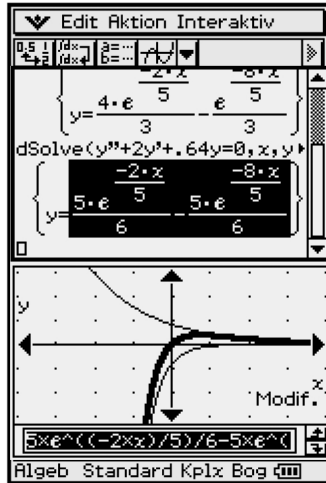 Edit Aktion Interaktiv
y=4·e^(-2·x/5)/3-e^(-8·x/5)/3
dSolve(y"+2y'+.64y=0,x,y
{y=5·e^(-2·x/5)/6-5·e^(-8·x/5)/6}
y
x
Modif.
5×e^((-2×x)/5)/6-5×e^(
Algeb Standard Kplx Bog